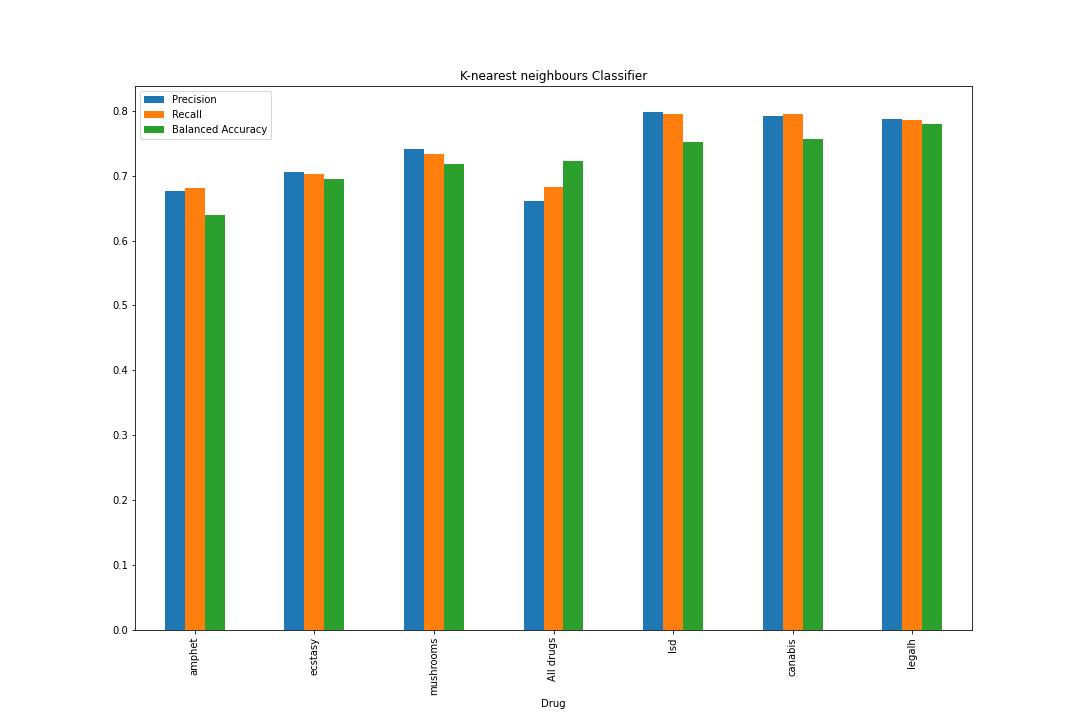 K-nearest neighbours Classifier
Precision
Recall
Balanced Accuracy
0.8
0.7
0.6
0.5
0.4
0.3
0.2
0.1
0.0
amphet
ecstasy
mushrooms
All drugs
lsd
canabis
legalh
Drug